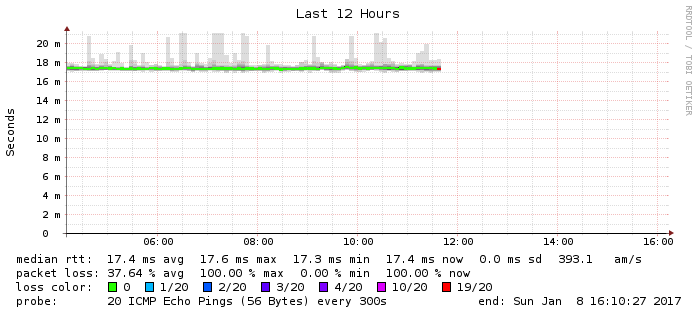 Last 12 Hours
RRDTOOL / TOBI OETIKER
Seconds
20 m
18 m
16 m
14 m
12 m
10 m
8 m
6 m
4 m
2 m
0
06:00 08:00 10:00 12:00 14:00 16:00
median rtt: 17.4 ms avg 17.6 ms max 17.3 ms min 17.4 ms now 0.0 ms sd 393.1 am/s
packet loss: 37.64 % avg 100.00 % max 0.00 % min 100.00 % now
loss color: 0 1/20 2/20 3/20 4/20 10/20 19/20
probe: 20 ICMP Echo Pings (56 Bytes) every 300s end: Sun Jan 8 16:10:27 2017